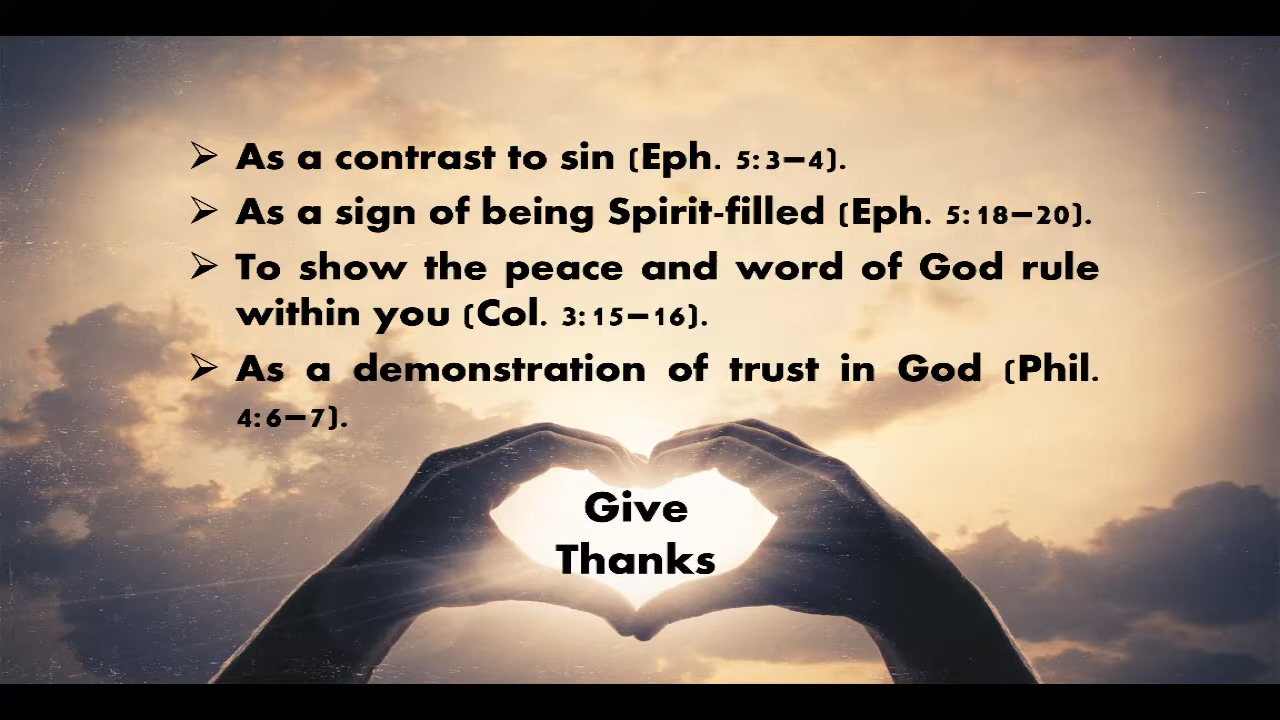 ➢ As a contrast to sin (Eph. 5:3–4).
➢ As a sign of being Spirit-filled (Eph. 5:18–20).
➢ To show the peace and word of God rule
within you (Col. 3:15–16).
➢ As a demonstration of trust in God (Phil.
4:6–7).
Give
Thanks